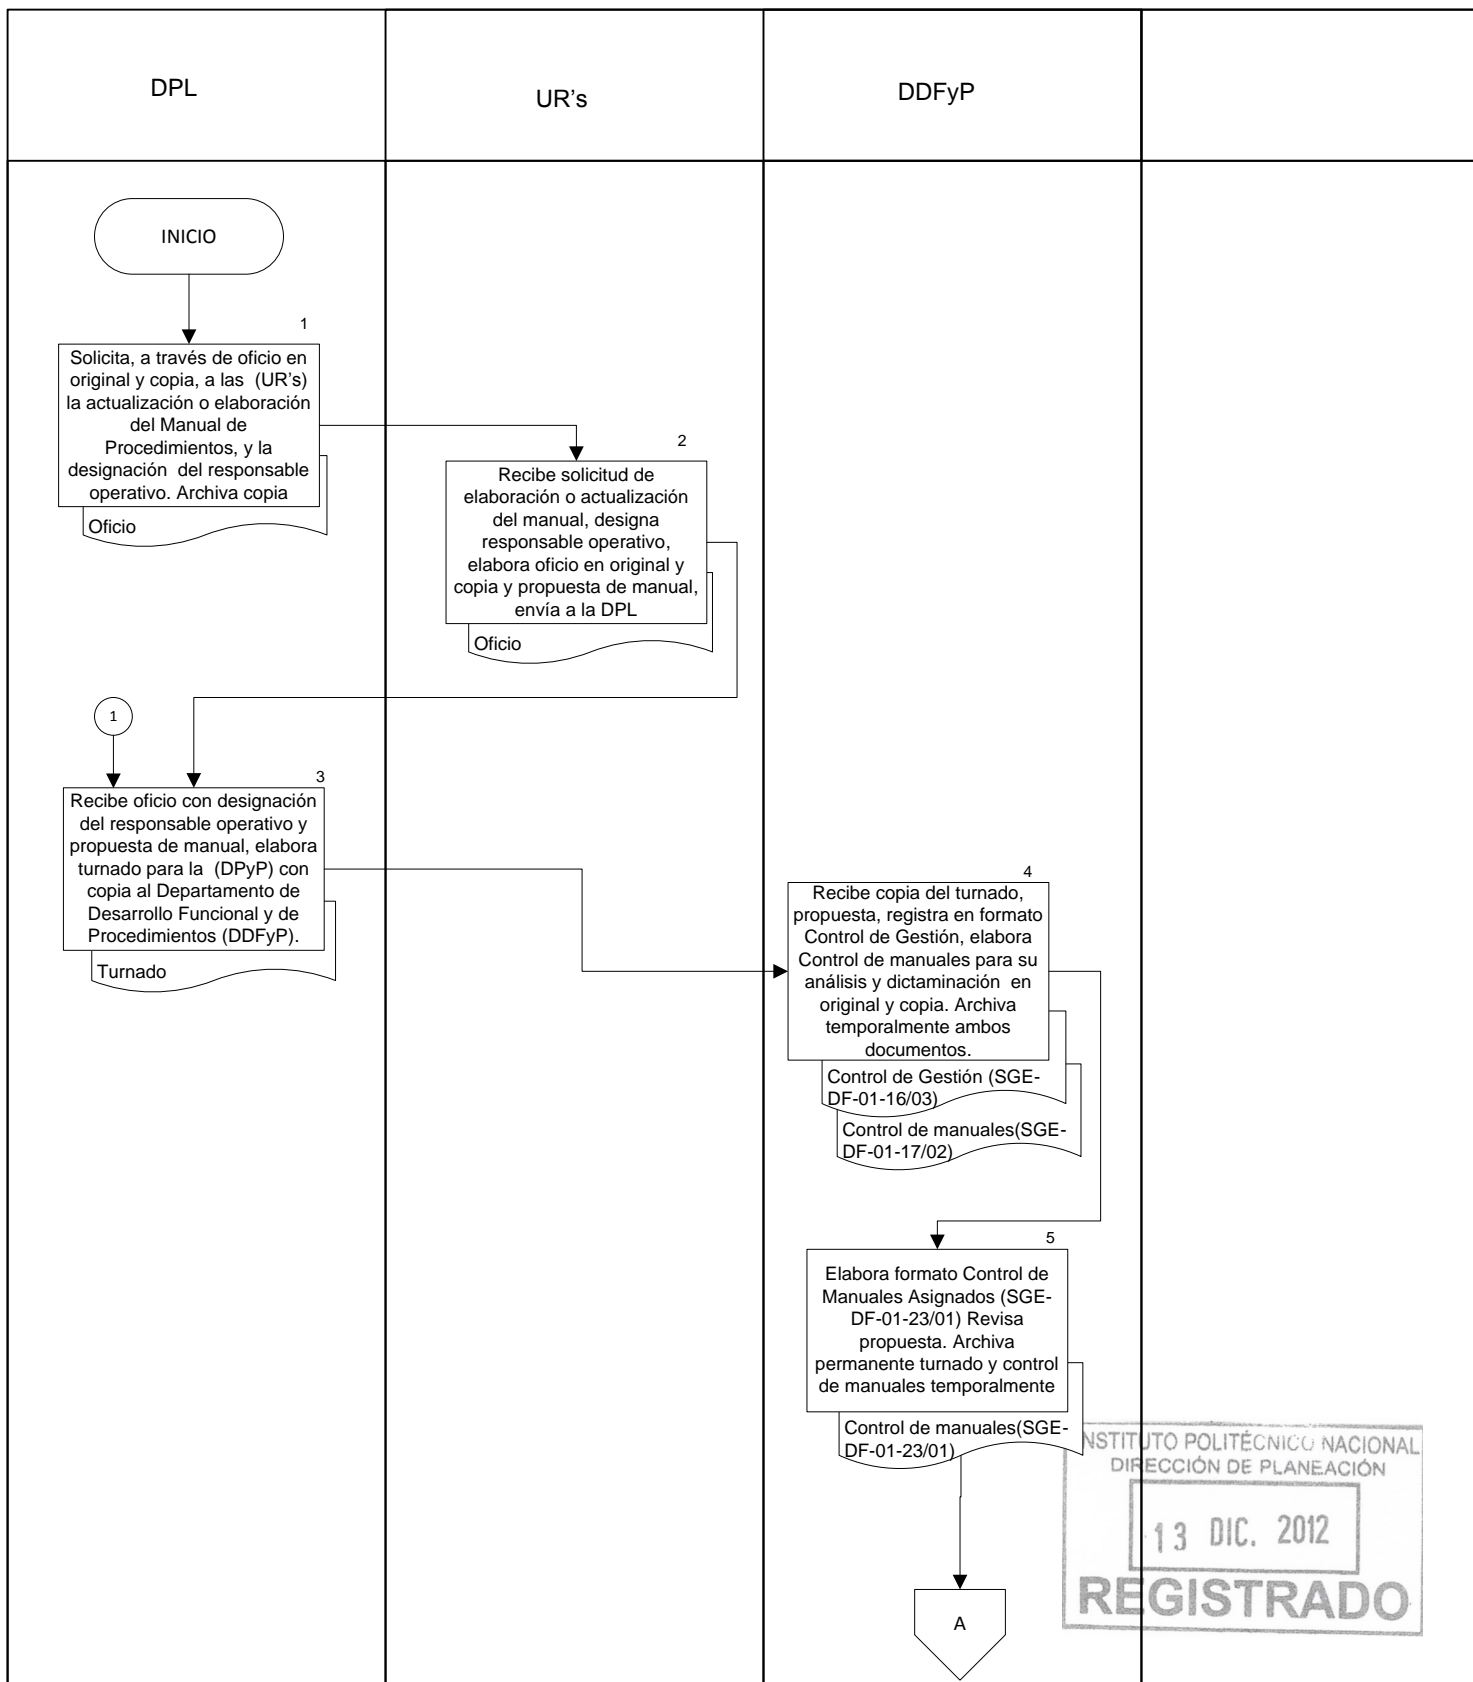 DPL
UR's
DDFyP
INICIO
1
Solicita, a través de oficio en
original y copia, a las (UR's)
la actualización o elaboración
del Manual de
Procedimientos, y la
designación del responsable
operativo. Archiva copia
Oficio
2
Recibe solicitud de
elaboración o actualización
del manual, designa
responsable operativo,
elabora oficio en original y
copia y propuesta de manual,
envía a la DPL
Oficio
1
3
Recibe oficio con designación
del responsable operativo y
propuesta de manual, elabora
turnado para la (DPyP) con
copia al Departamento de
Desarrollo Funcional y de
Procedimientos (DDFyP).
Turnado
4
Recibe copia del turnado,
propuesta, registra en formato
Control de Gestión, elabora
Control de manuales para su
análisis y dictaminación en
original y copia. Archiva
temporalmente ambos
documentos.
Control de Gestión (SGE-
DF-01-16/03)
Control de manuales(SGE-
DF-01-17/02)
5
Elabora formato Control de
Manuales Asignados (SGE-
DF-01-23/01) Revisa
propuesta. Archiva
permanente turnado y control
de manuales temporalmente
Control de manuales(SGE-
DF-01-23/01)
A
NSTITUTO POLITÉCNICO NACIONAL
DIRECCIÓN DE PLANEACIÓN
13 DIC. 2012
REGISTRADO